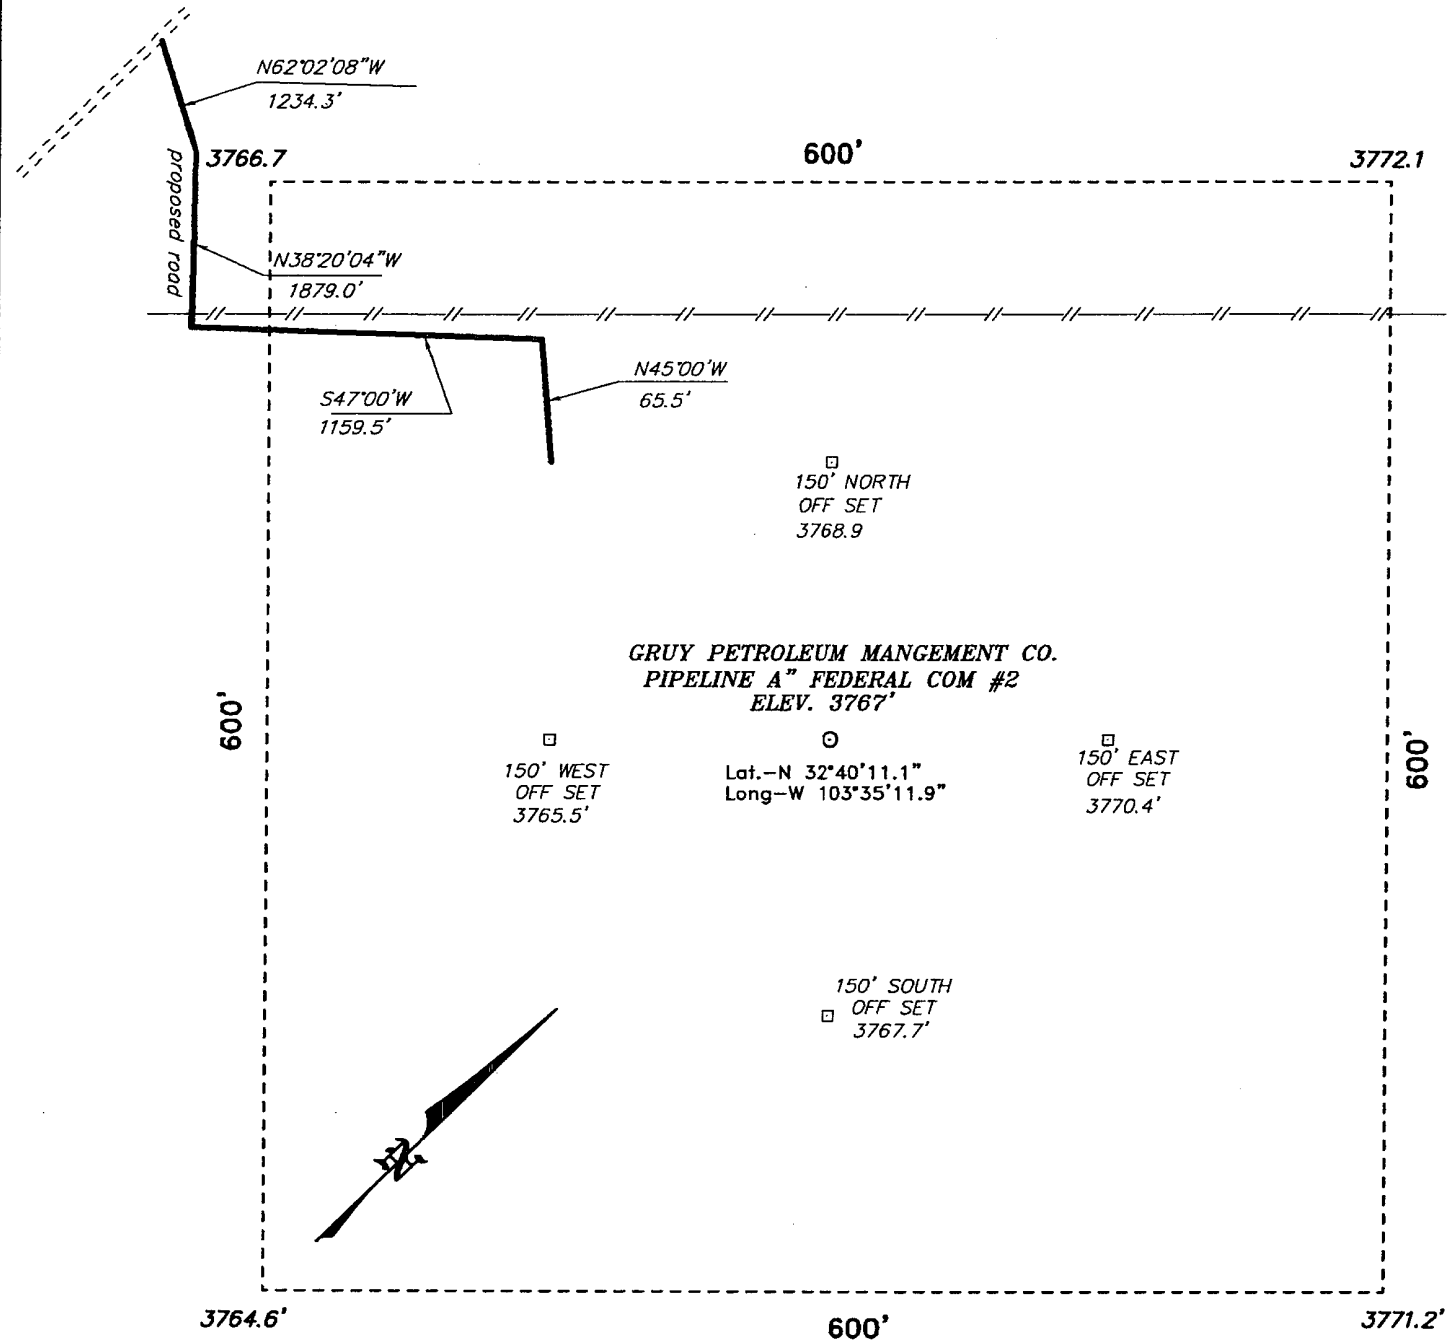 N62°02'08"W
1234.3'
600'
3766.7
3772.1
proposed road
N38°20'04"W
1879.0'
N45°00'W
65.5'
S47°00'W
1159.5'
150' NORTH
OFF SET
3768.9
GRUY PETROLEUM MANGEMENT CO.
PIPELINE A" FEDERAL COM #2
ELEV. 3767'
600'
600'
150' WEST
OFF SET
3765.5'
Lat.-N 32°40'11.1"
Long-W 103°35'11.9"
150' EAST
OFF SET
3770.4'
150' SOUTH
OFF SET
3767.7'
N
3764.6'
600'
3771.2'